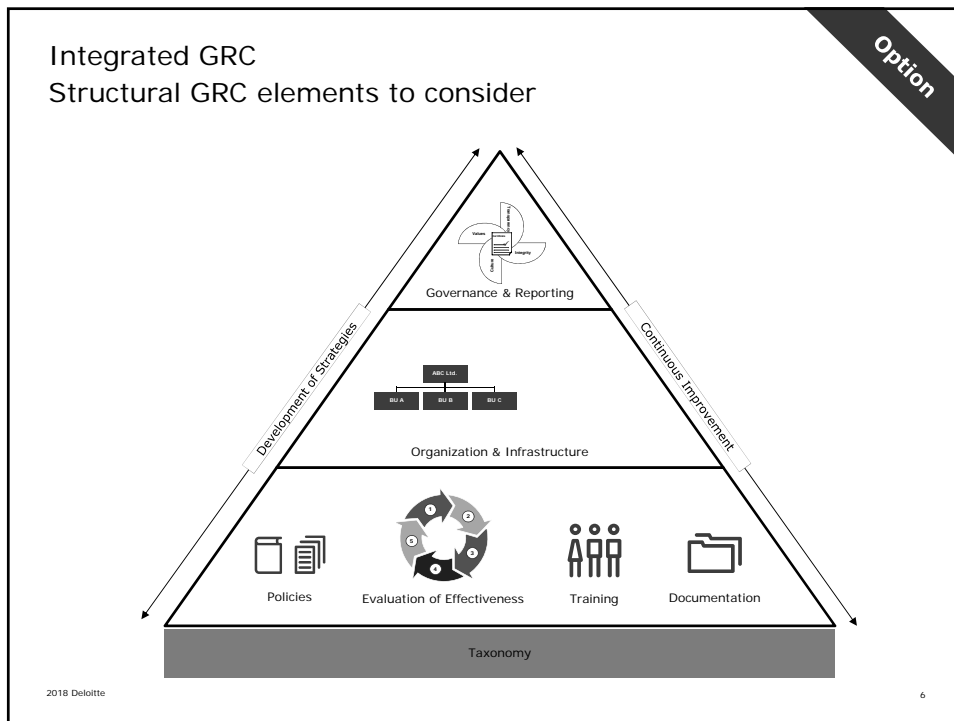 Integrated GRC
Structural GRC elements to consider
Option
Values
Integrity
Culture
Governance & Reporting
Development of Strategies
Continuous Improvement
ABC Ltd.
BU A
BU B
BU C
Organization & Infrastructure
1
2
3
4
5
Policies
Evaluation of Effectiveness
Training
Documentation
Taxonomy
2018 Deloitte
6